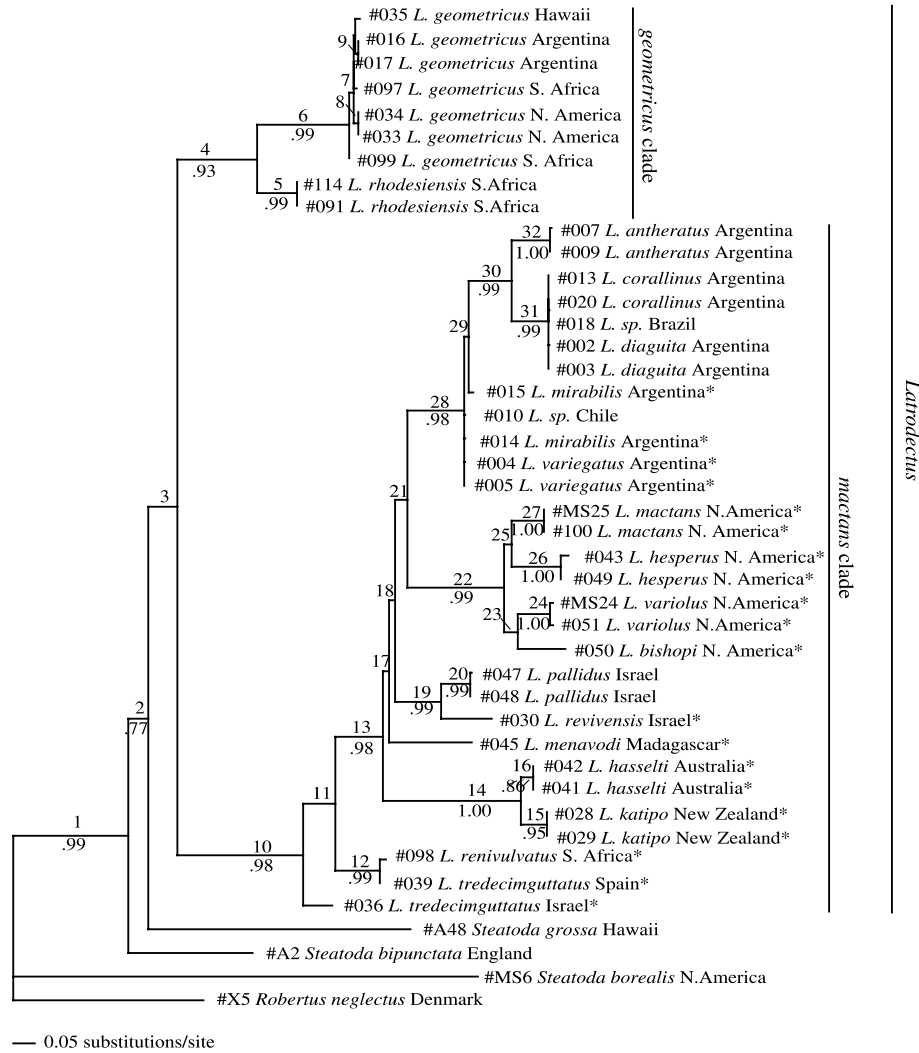 #035 L. geometricus Hawaii
9
#016 L. geometricus Argentina
#017 L. geometricus Argentina
7
#097 L. geometricus S. Africa
8
#034 L. geometricus N. America
6
.99
#033 L. geometricus N. America
#099 L. geometricus S. Africa
geometricus clade
4
.93
5
.99
#114 L. rhodesiensis S.Africa
#091 L. rhodesiensis S.Africa
32
1.00
#007 L. antheratus Argentina
#009 L. antheratus Argentina
30
.99
#013 L. corallinus Argentina
#020 L. corallinus Argentina
31
.99
#018 L. sp. Brazil
29
#002 L. diaguita Argentina
#003 L. diaguita Argentina
#015 L. mirabilis Argentina*
28
.98
#010 L. sp. Chile
#014 L. mirabilis Argentina*
#004 L. variegatus Argentina*
#005 L. variegatus Argentina*
Latrodectus
mactans clade
3
21
27
1.00
#MS25 L. mactans N.America*
#100 L. mactans N. America*
25
26
1.00
#043 L. hesperus N. America*
#049 L. hesperus N. America*
22
.99
18
24
1.00
#MS24 L. variolus N.America*
23
#051 L. variolus N.America*
#050 L. bishopi N. America*
17
20
.99
#047 L. pallidus Israel
19
.99
#048 L. pallidus Israel
#030 L. revivensis Israel*
2
.77
13
.98
#045 L. menavodi Madagascar*
16
.86
#042 L. hasselti Australia*
#041 L. hasselti Australia*
11
14
1.00
15
.95
#028 L. katipo New Zealand*
#029 L. katipo New Zealand*
1
.99
10
.98
12
.99
#098 L. renivulvatus S. Africa*
#039 L. tredecimguttatus Spain*
#036 L. tredecimguttatus Israel*
#A48 Steatoda grossa Hawaii
#A2 Steatoda bipunctata England
#MS6 Steatoda borealis N.America
#X5 Robertus neglectus Denmark
0.05 substitutions/site